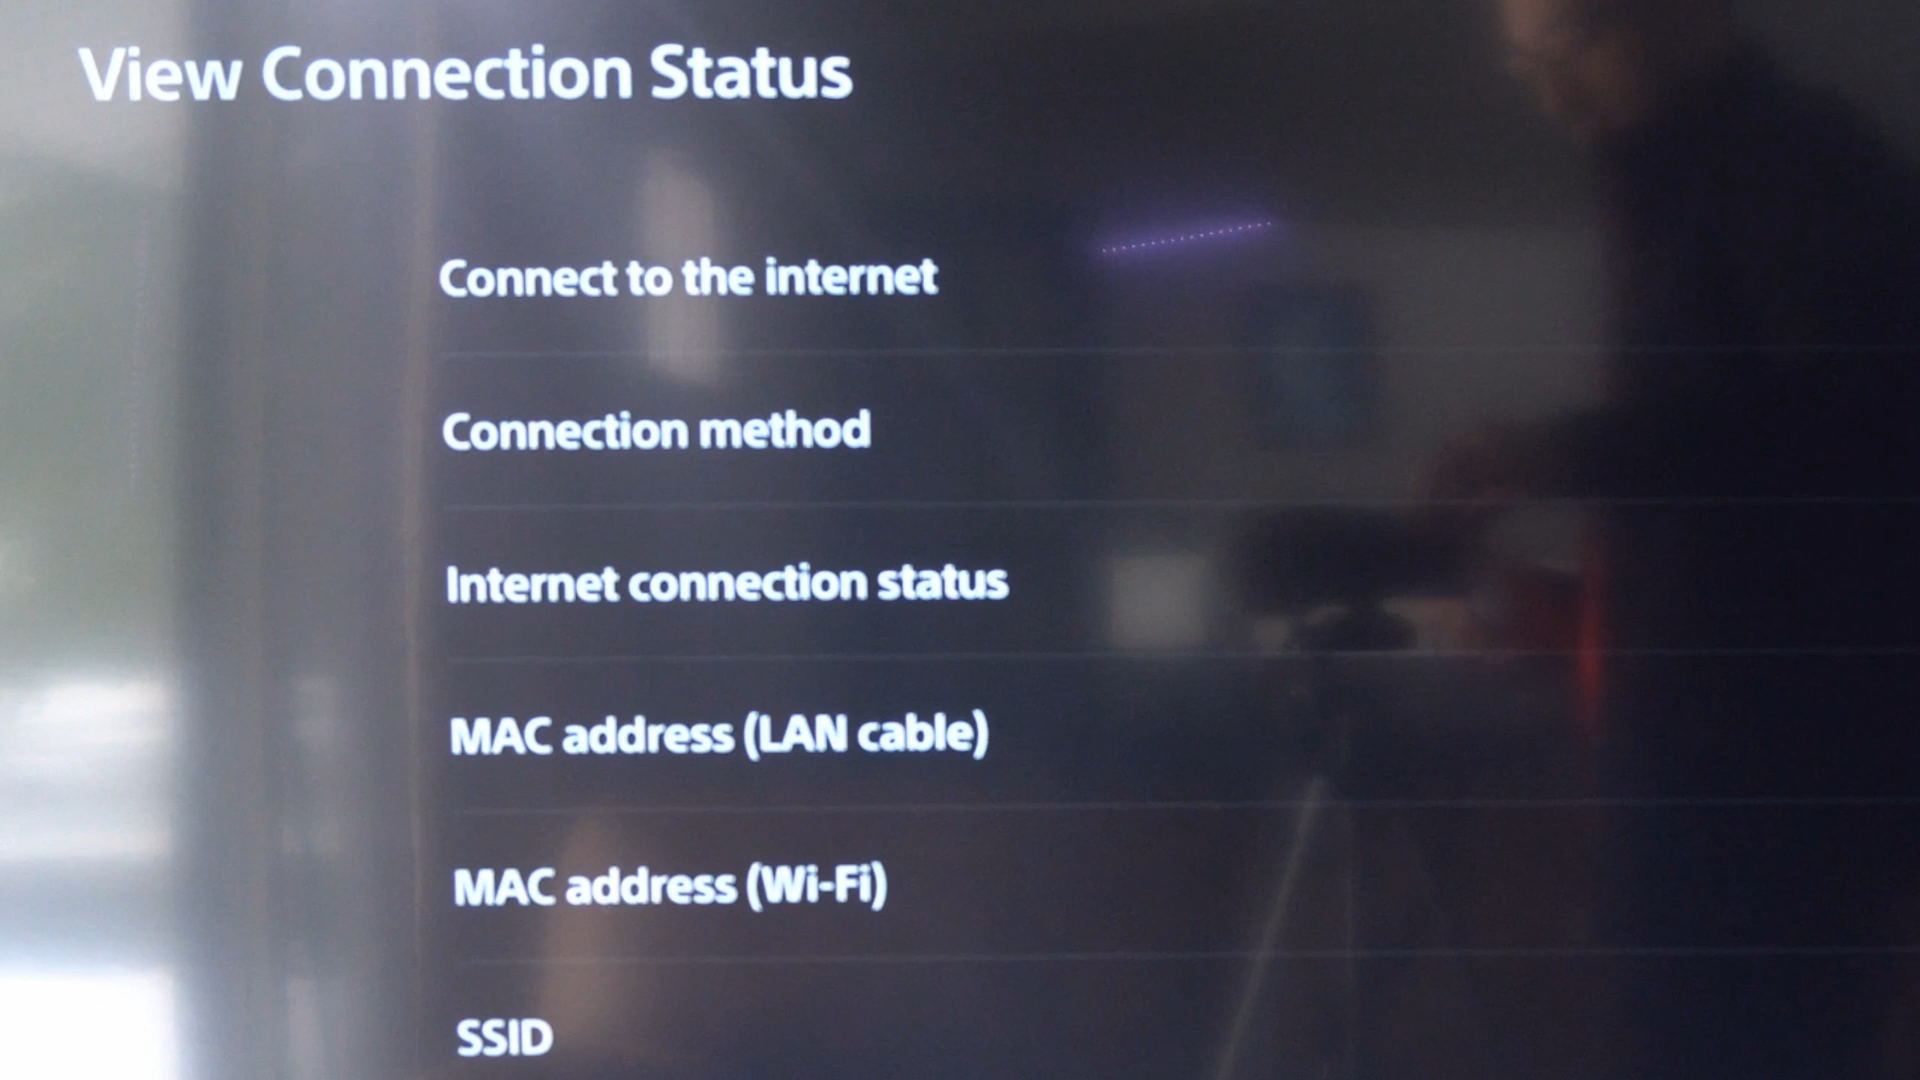 View Connection Status
Connect to the internet
Connection method
Internet connection status
MAC address (LAN cable)
MAC address (Wi-Fi)
SSID